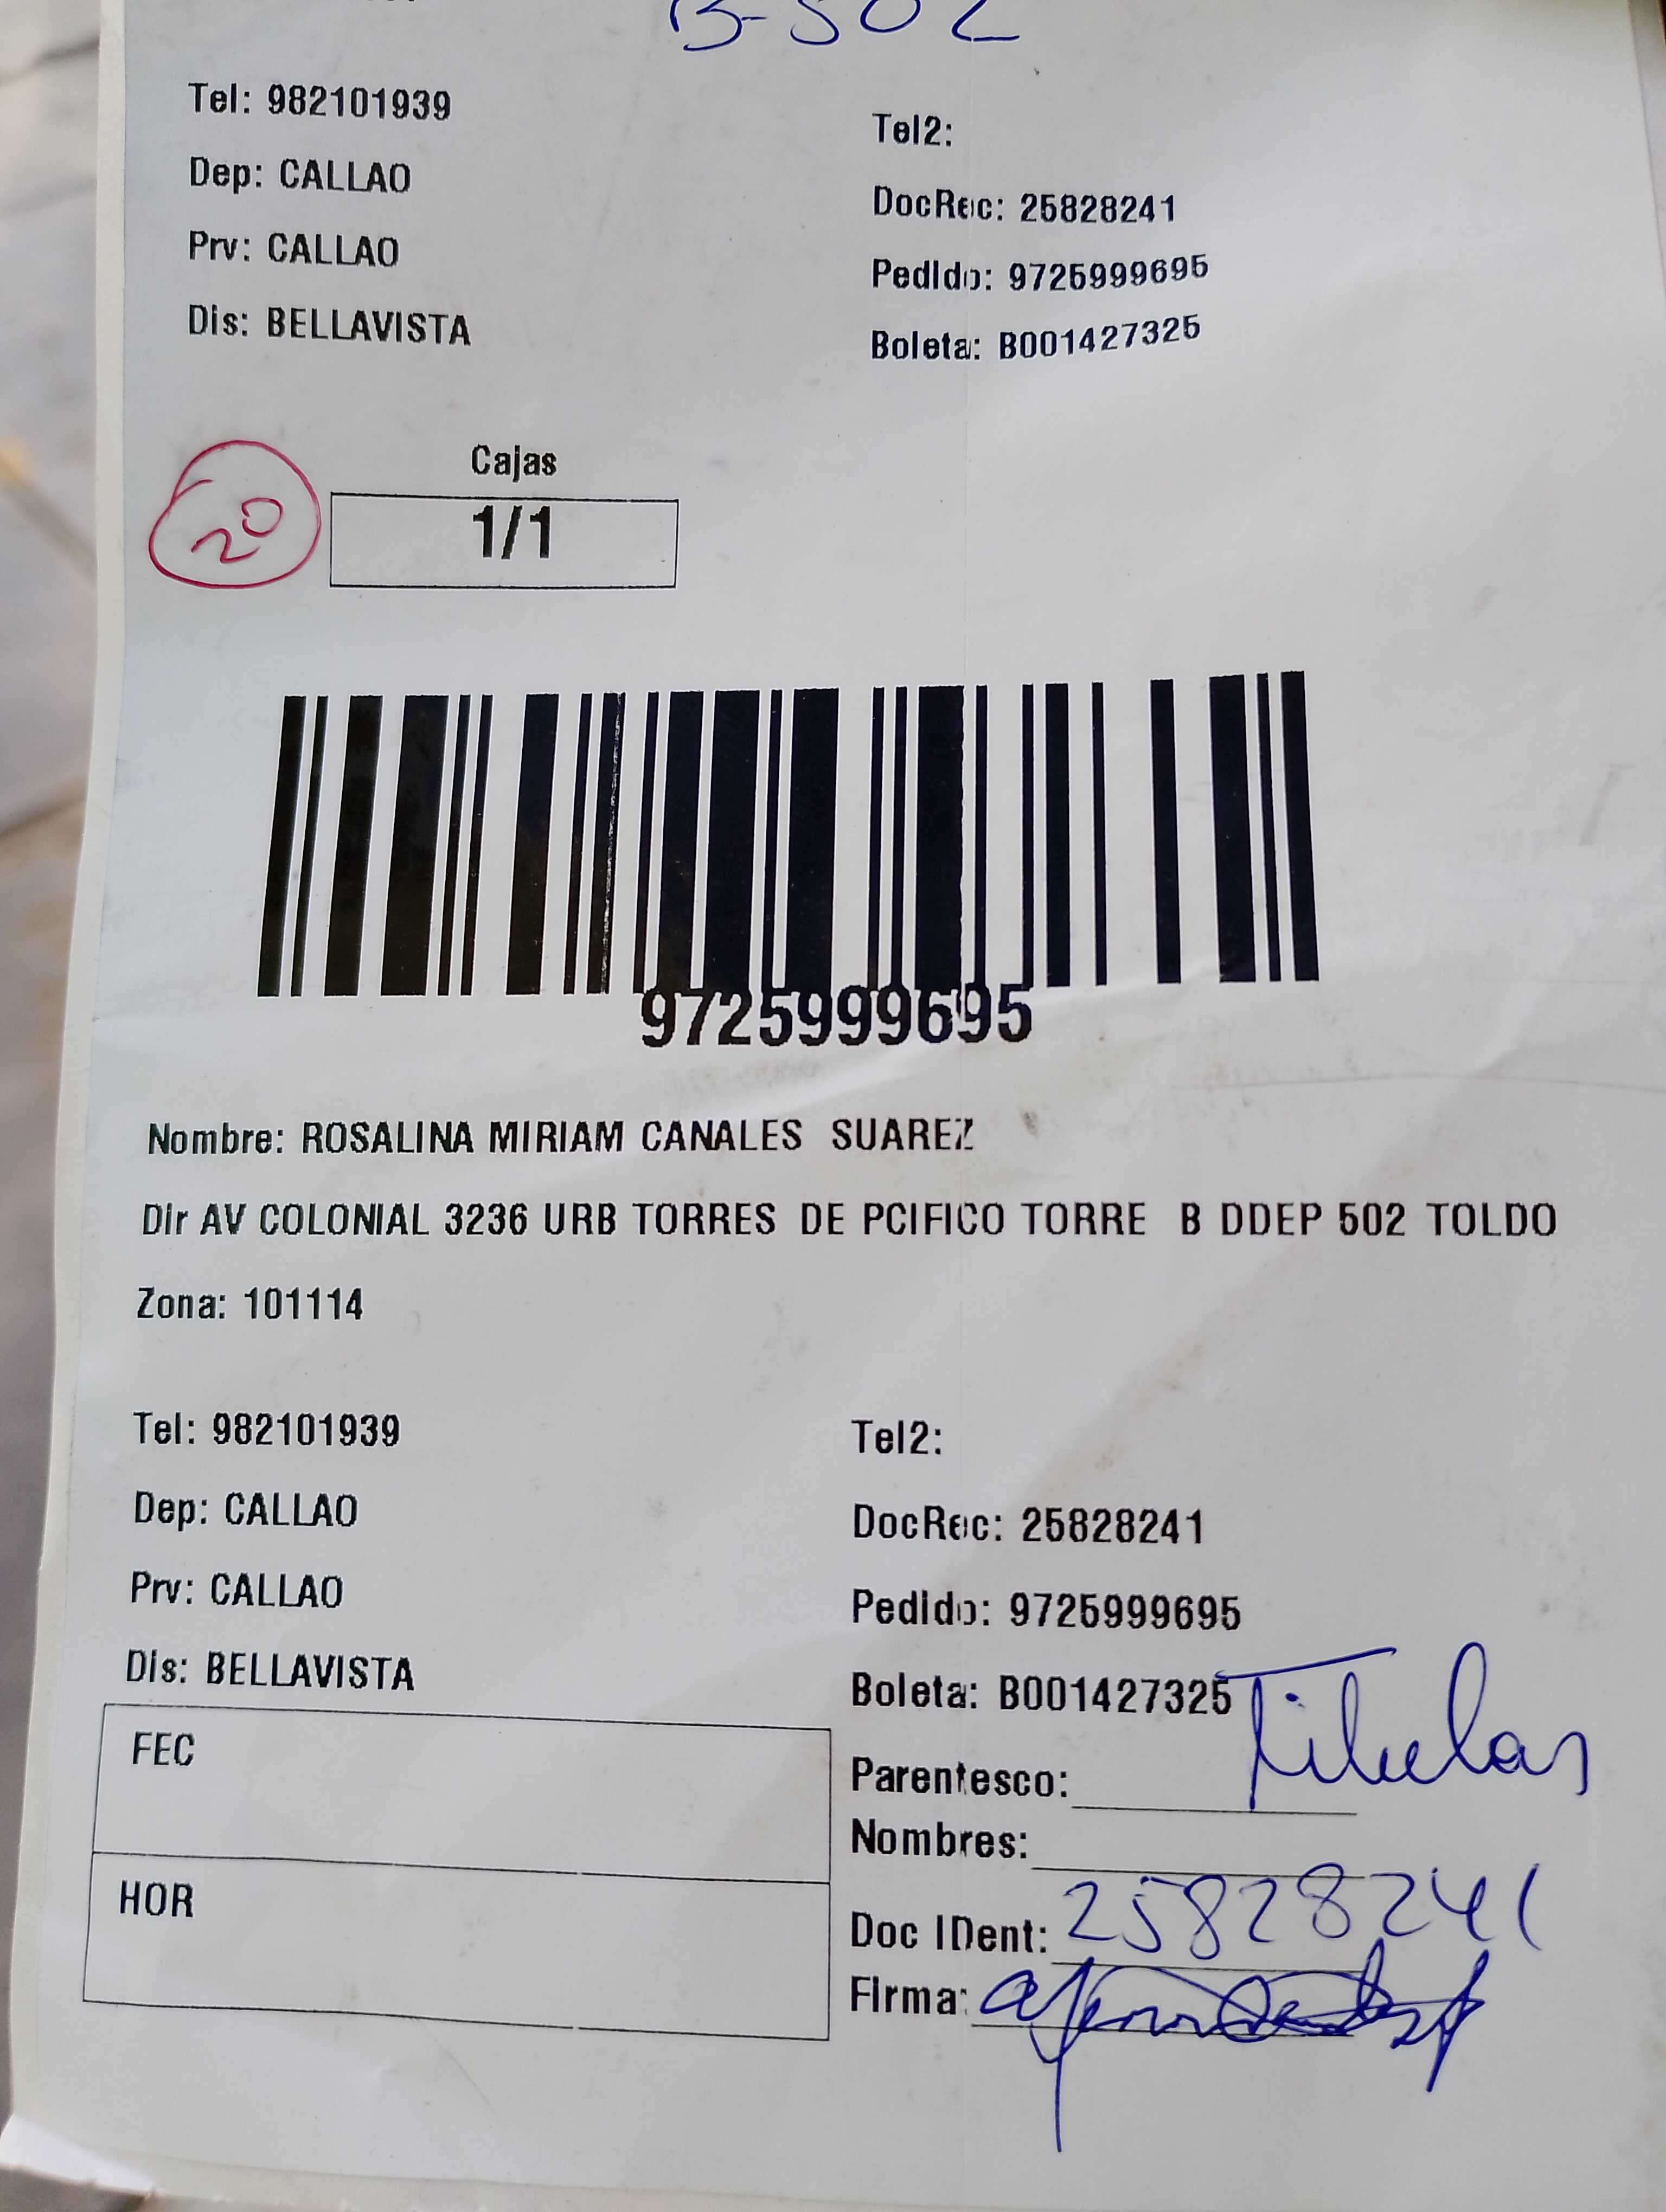 B-502
Tel: 982101939
Tel2:
Dep: CALLAO
DocRec: 25828241
Prv: CALLAO
Pedido: 9725999695
Dis: BELLAVISTA
Boleta: B001427325
20
Cajas
1/1
9725999695
Nombre: ROSALINA MIRIAM CANALES SUAREZ
Dir AV COLONIAL 3236 URB TORRES DE PCIFICO TORRE B DDEP 502 TOLDO
Zona: 101114
Tel: 982101939
Tel2:
Dep: CALLAO
DocRec: 25828241
Prv: CALLAO
Pedido: 9725999695
Dis: BELLAVISTA
Boleta: B001427325
FEC
Parentesco: Titular
Nombres:
HOR
Doc IDent: 25828241
Firma: